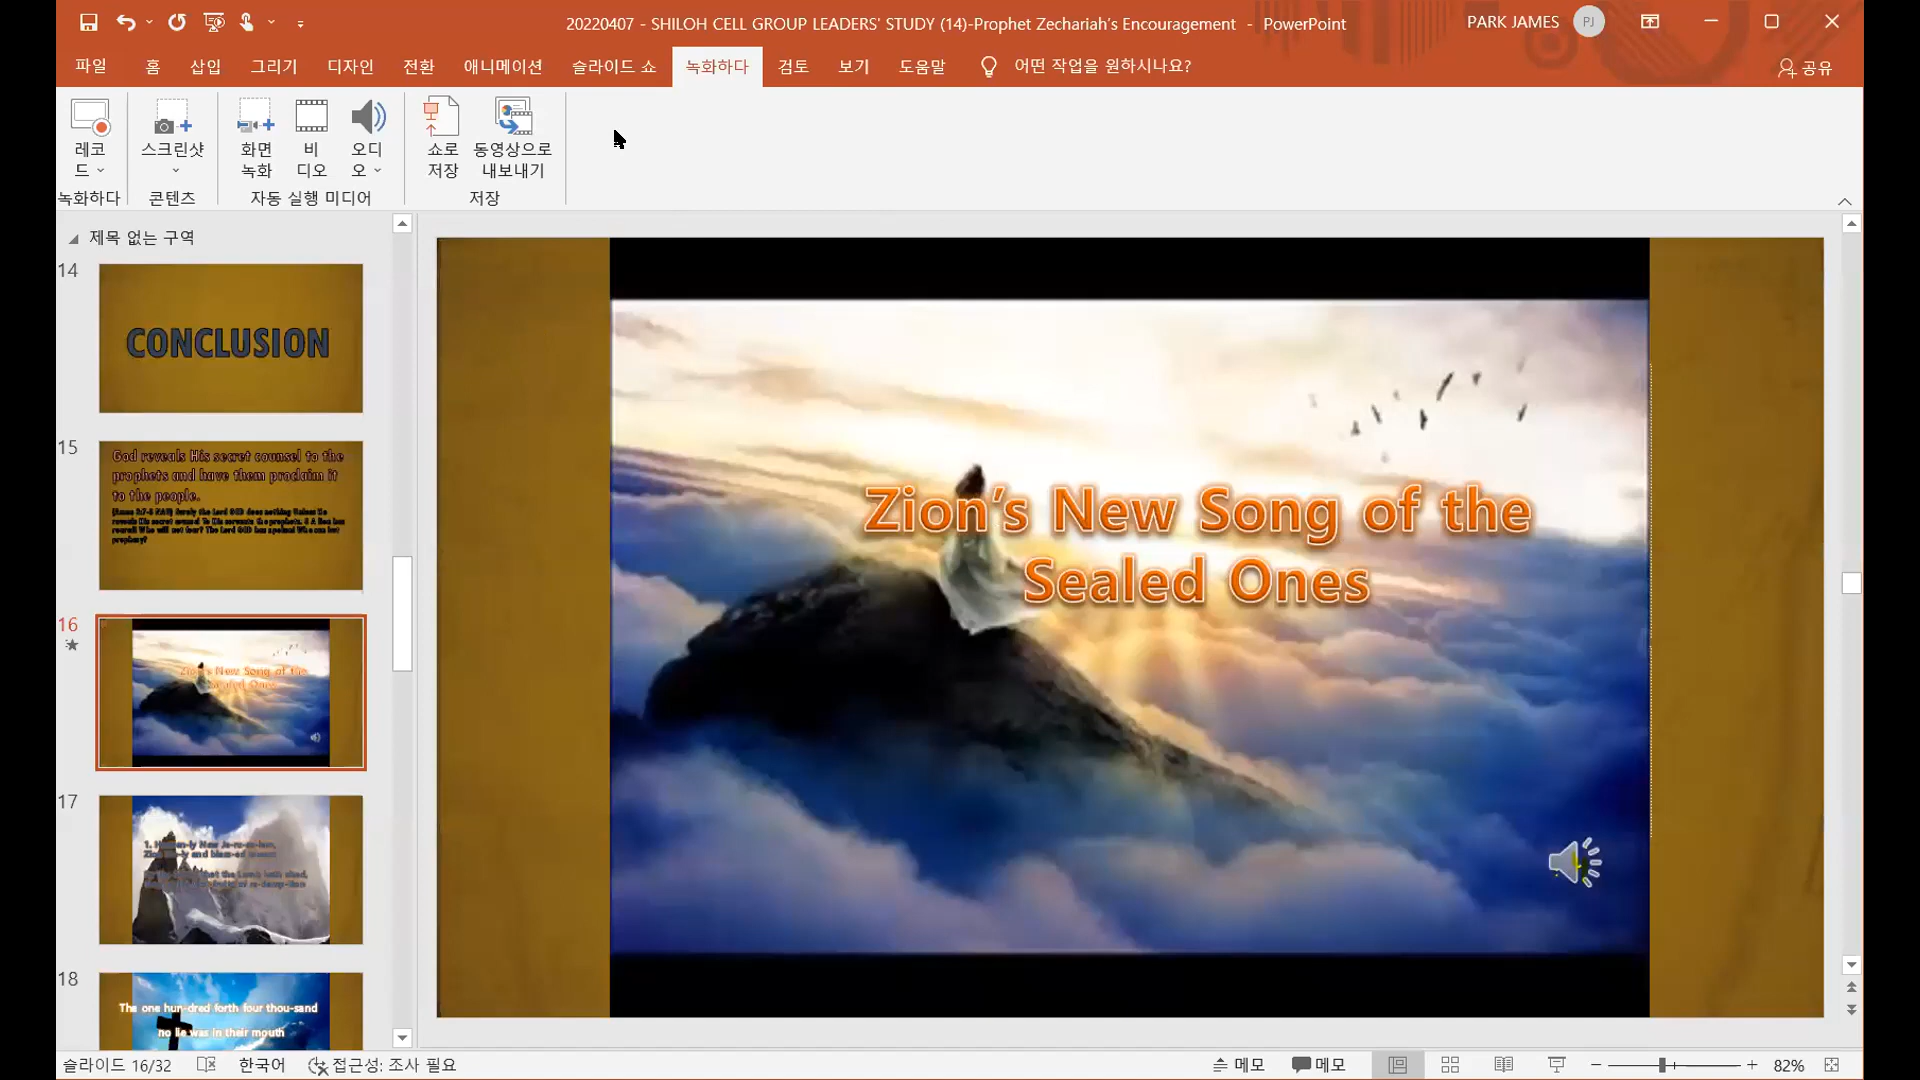 20220407 - SHILOH CELL GROUP LEADERS' STUDY (14)-Prophet Zechariah's Encouragement - PowerPoint
PARK JAMES
PJ
파일 홈 삽입 그리기 디자인 전환 애니메이션 슬라이드 쇼 녹화하다 검토 보기 도움말 어떤 작업을 원하시나요? 공유
레코드
스크린샷
화면 녹화
비디오
오디오
쇼로 저장
동영상으로 내보내기
녹화하다 콘텐츠 자동 실행 미디어 저장
제목 없는 구역
14
CONCLUSION
15
God reveals His secret counsel to the
prophets and have them proclaim it
to the people.
16
Zion's New Song of the
Sealed Ones
17
18
The one hun-dred forth four thou-sand
no lie was in their mouth
Zion's New Song of the
Sealed Ones
슬라이드 16/32 한국어 접근성: 조사 필요 메모 메모 82%